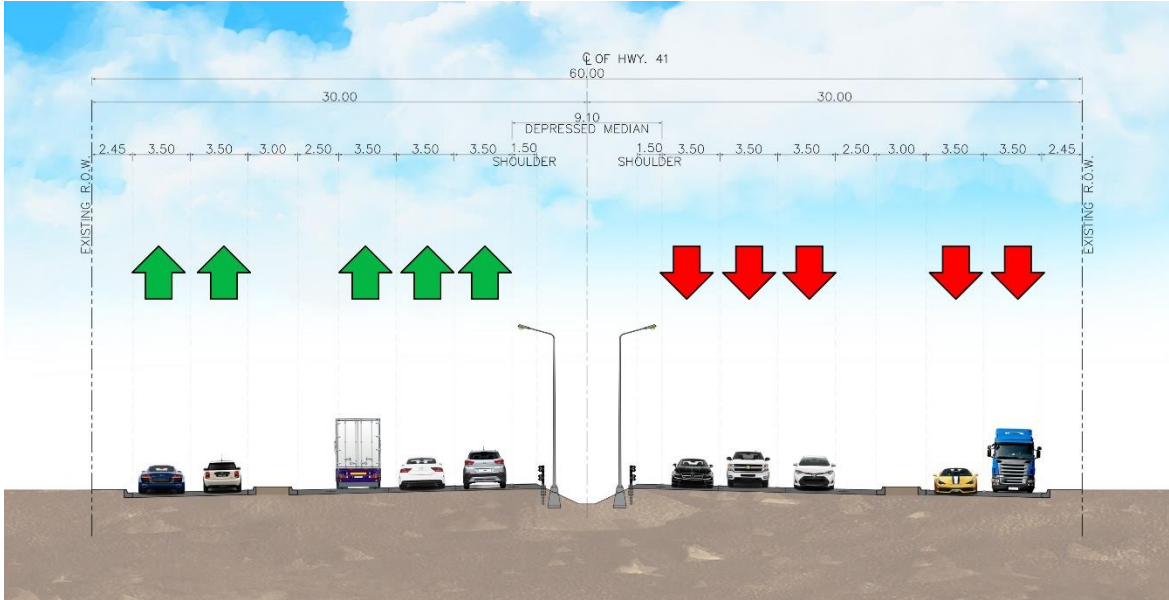 ℄ OF HWY. 41
60.00
30.00 30.00
9.10
DEPRESSED MEDIAN
2.45 3.50 3.50 3.00 2.50 3.50 3.50 3.50 1.50 1.50 3.50 3.50 3.50 2.50 3.00 3.50 3.50 2.45
SHOULDER SHOULDER
EXISTING R.O.W. EXISTING R.O.W.